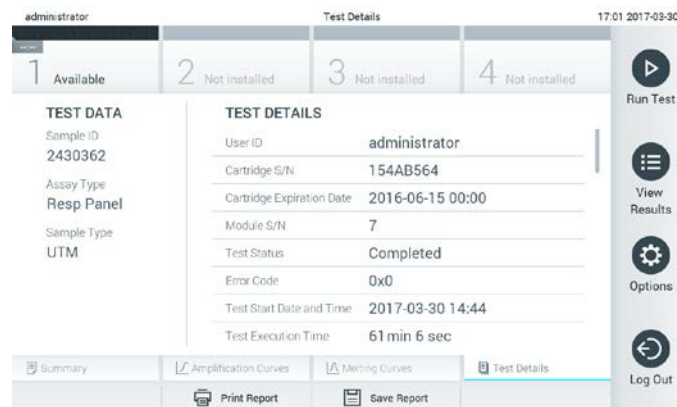 administrator Test Details 17:01 2017-03-30
--:--
1 Available 2 Not installed 3 Not installed 4 Not installed
Run Test
TEST DATA
Sample ID
2430362
Assay Type
Resp Panel
Sample Type
UTM
TEST DETAILS
User ID administrator
Cartridge S/N 154AB564
Cartridge Expiration Date 2016-06-15 00:00
Module S/N 7
Test Status Completed
Error Code 0x0
Test Start Date and Time 2017-03-30 14:44
Test Execution Time 61 min 6 sec
View
Results
Options
Log Out
Summary Amplification Curves Melting Curves Test Details
Print Report Save Report